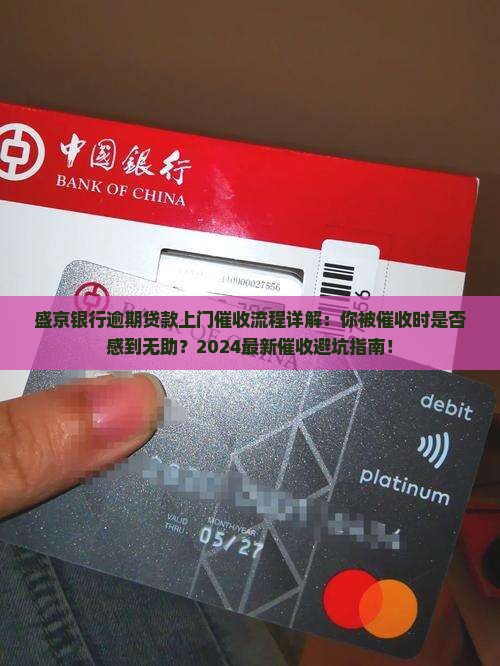 中國銀行
BANK OF CHINA
盛京银行逾期贷款上门催收流程详解：你被催收时是否
感到无助？2024最新催收避坑指南！
debit
platinum
VALID
THRU
MONTH/YEAR
05/27